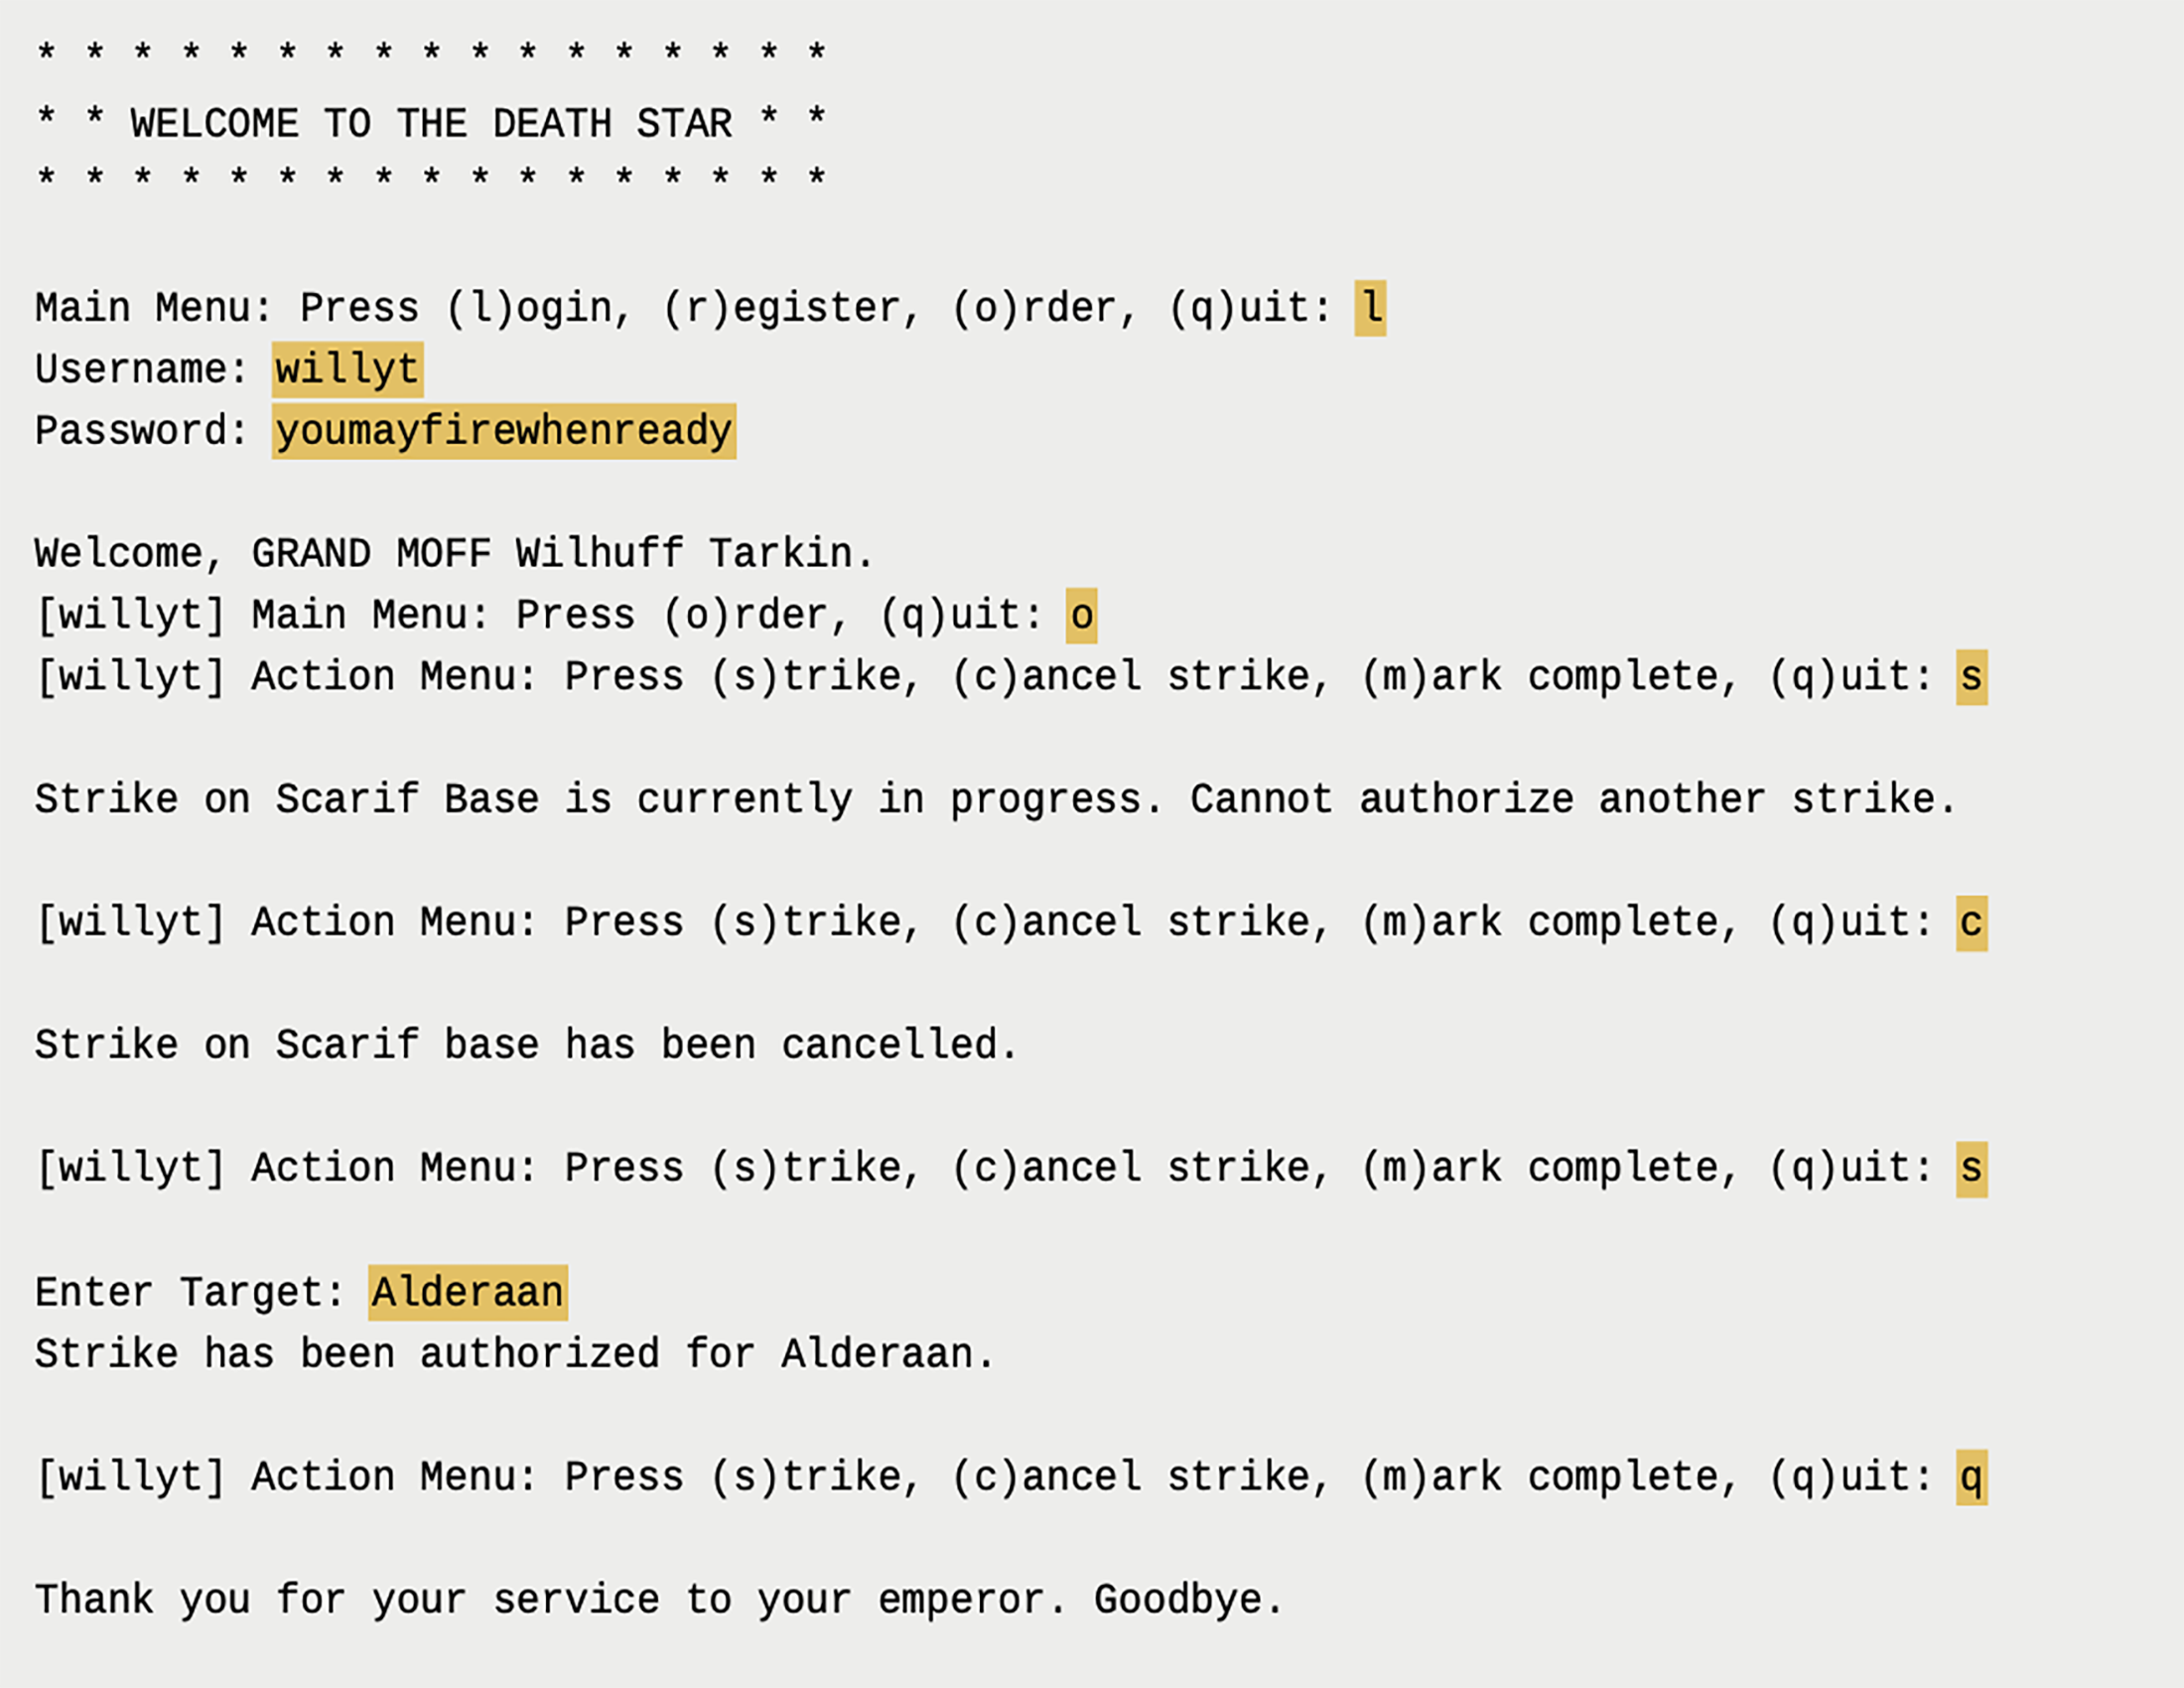 * * * * * * * * * * * * * * * * *
* * WELCOME TO THE DEATH STAR * *
* * * * * * * * * * * * * * * * *
Main Menu: Press (l)ogin, (r)egister, (o)rder, (q)uit: l
Username: willyt
Password: youmayfirewhenready
Welcome, GRAND MOFF Wilhuff Tarkin.
[willyt] Main Menu: Press (o)rder, (q)uit: o
[willyt] Action Menu: Press (s)trike, (c)ancel strike, (m)ark complete, (q)uit: s
Strike on Scarif Base is currently in progress. Cannot authorize another strike.
[willyt] Action Menu: Press (s)trike, (c)ancel strike, (m)ark complete, (q)uit: c
Strike on Scarif base has been cancelled.
[willyt] Action Menu: Press (s)trike, (c)ancel strike, (m)ark complete, (q)uit: s
Enter Target: Alderaan
Strike has been authorized for Alderaan.
[willyt] Action Menu: Press (s)trike, (c)ancel strike, (m)ark complete, (q)uit: q
Thank you for your service to your emperor. Goodbye.